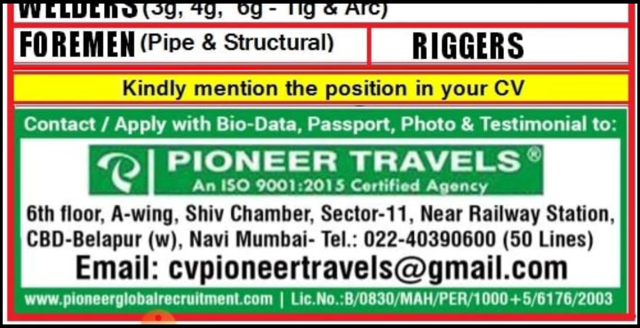 WELDERS (3g, 4g, 6g - Tig & Arc)
FOREMEN (Pipe & Structural)
RIGGERS
Kindly mention the position in your CV
Contact / Apply with Bio-Data, Passport, Photo & Testimonial to:
PIONEER TRAVELS®
An ISO 9001:2015 Certified Agency
6th floor, A-wing, Shiv Chamber, Sector-11, Near Railway Station,
CBD-Belapur (w), Navi Mumbai- Tel.: 022-40390600 (50 Lines)
Email: cvpioneertravels@gmail.com
www.pioneerglobalrecruitment.com | Lic.No.:B/0830/MAH/PER/1000+5/6176/2003